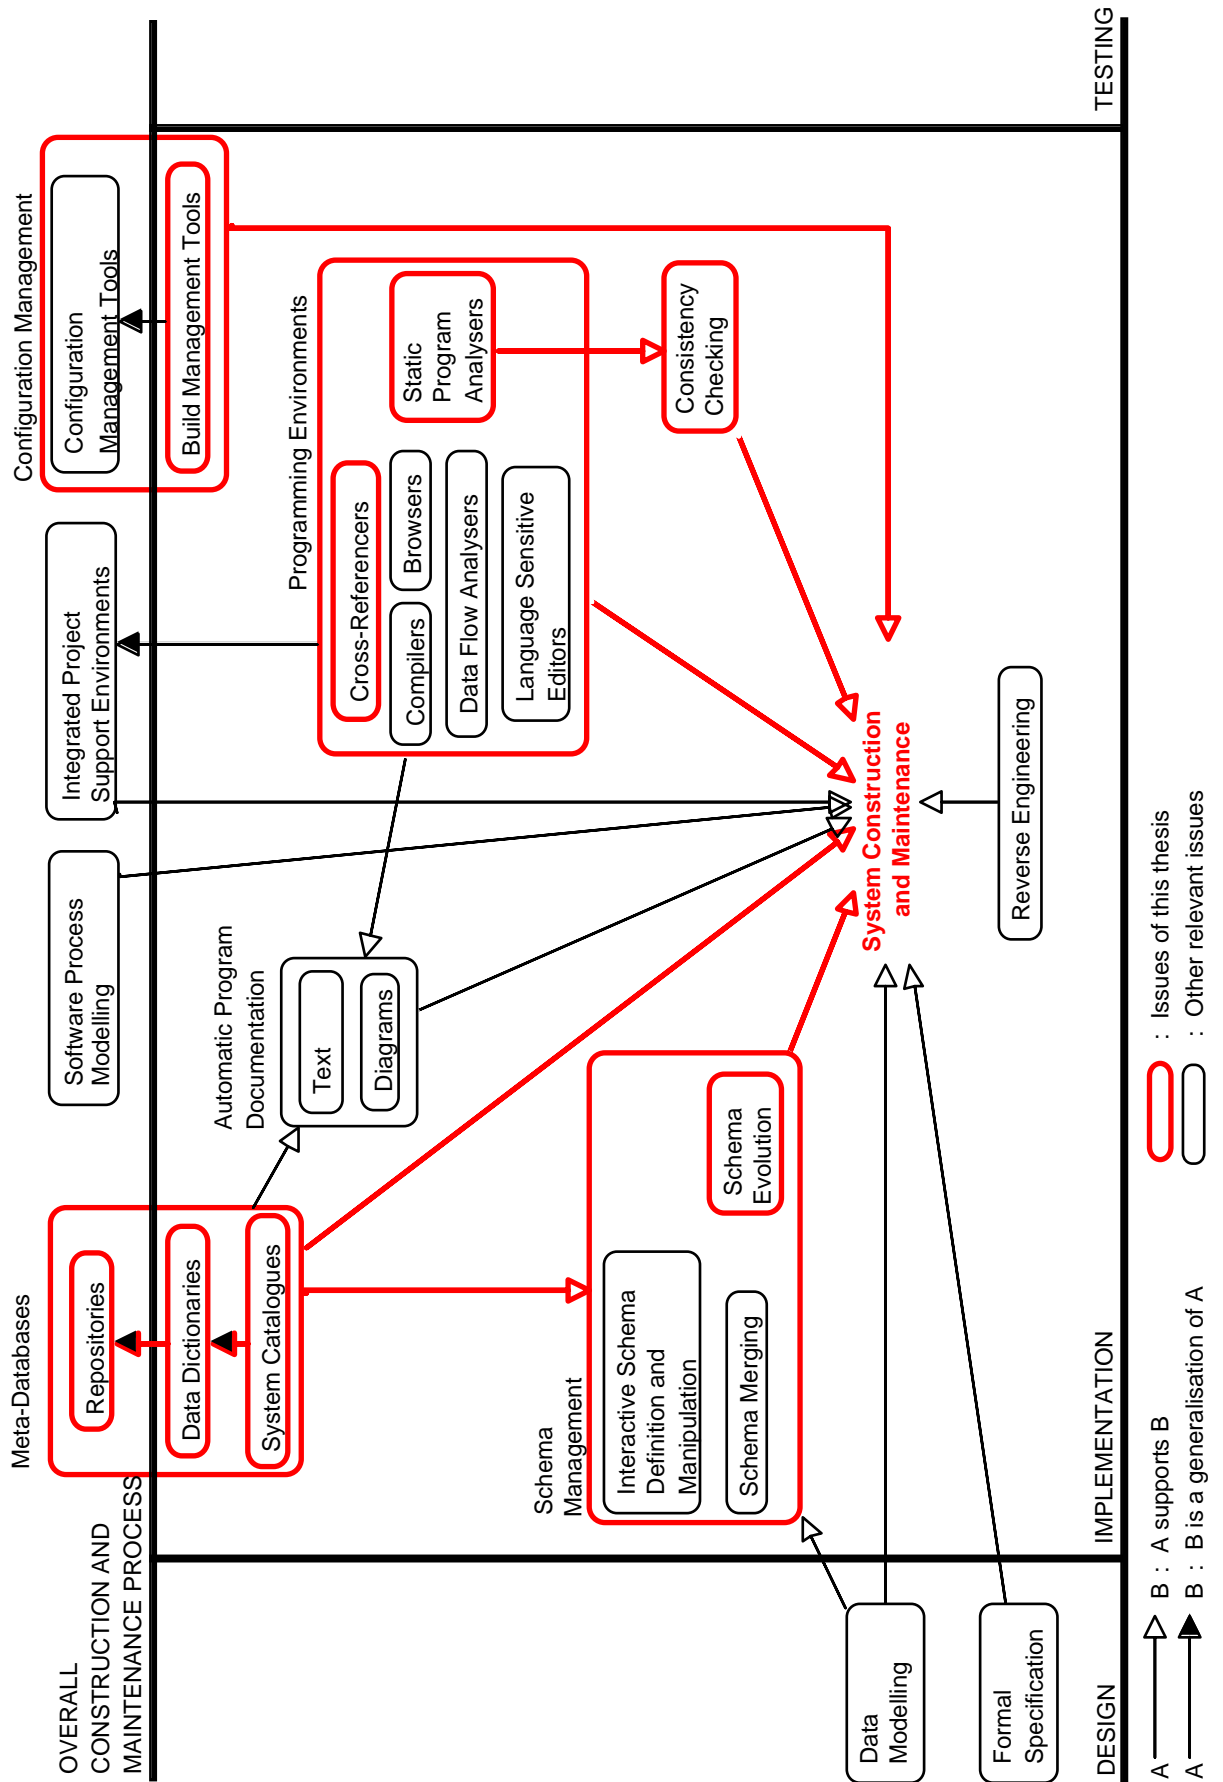 OVERALL
CONSTRUCTION AND
MAINTENANCE PROCESS
Meta-Databases
Repositories
Data Dictionaries
System Catalogues
Software Process
Modelling
Integrated Project
Support Environments
Configuration Management
Configuration
Management Tools
Build Management Tools
Automatic Program
Documentation
Text
Diagrams
Programming Environments
Cross-Referencers
Compilers
Browsers
Data Flow Analysers
Language Sensitive
Editors
Static
Program
Analysers
Consistency
Checking
Schema
Management
Interactive Schema
Definition and
Manipulation
Schema Merging
Schema
Evolution
System Construction
and Maintenance
Reverse Engineering
Data
Modelling
Formal
Specification
DESIGN
IMPLEMENTATION
TESTING
A B : A supports B
A B : B is a generalisation of A
: Issues of this thesis
: Other relevant issues